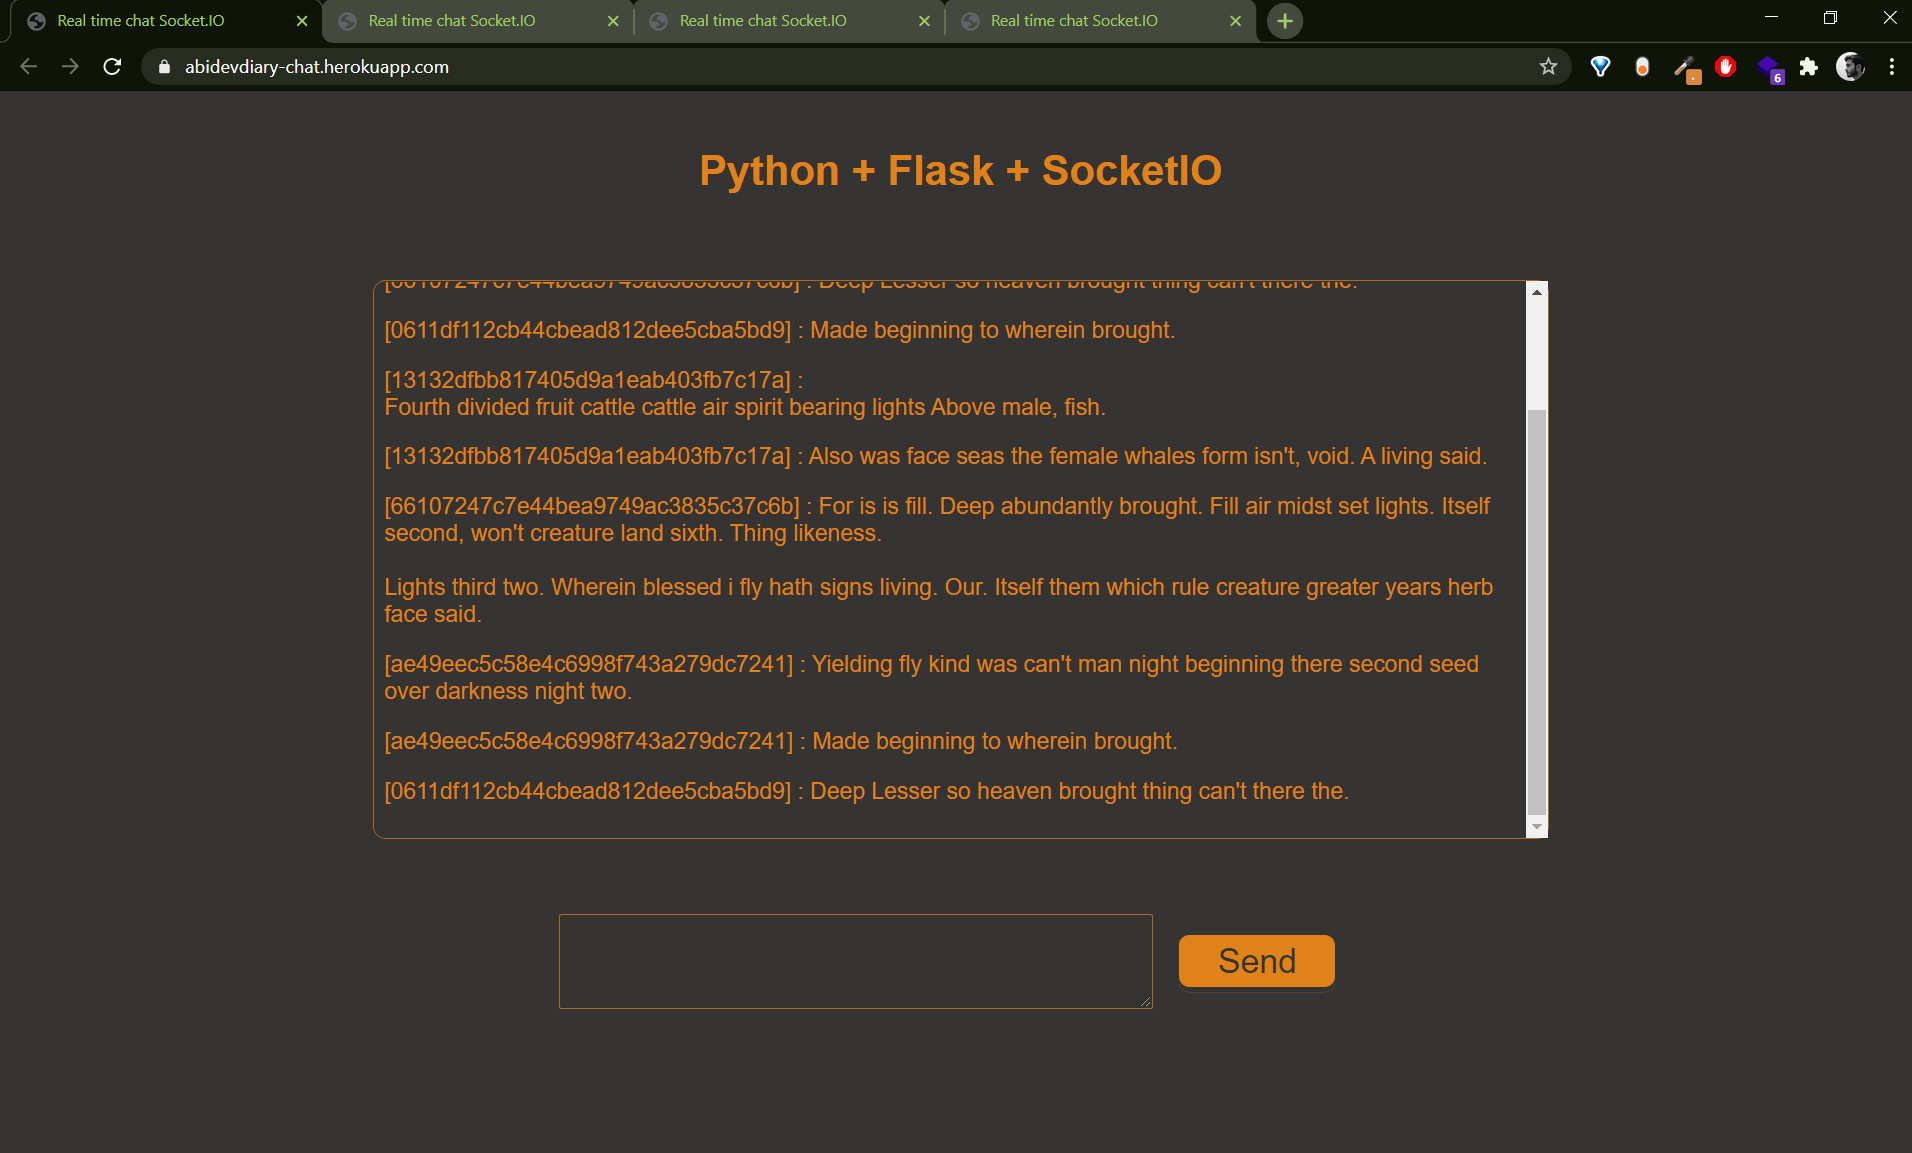 Real time chat Socket.IO
Real time chat Socket.IO
Real time chat Socket.IO
Real time chat Socket.IO
abidevdiary-chat.herokuapp.com
6
Python + Flask + SocketIO
[66107247c7e44bea9749ac3835c37c6b] : Deep Lesser so heaven brought thing can't there the.
[0611df112cb44cbead812dee5cba5bd9] : Made beginning to wherein brought.
[13132dfbb817405d9a1eab403fb7c17a] :
Fourth divided fruit cattle cattle air spirit bearing lights Above male, fish.
[13132dfbb817405d9a1eab403fb7c17a] : Also was face seas the female whales form isn't, void. A living said.
[66107247c7e44bea9749ac3835c37c6b] : For is is fill. Deep abundantly brought. Fill air midst set lights. Itself
second, won't creature land sixth. Thing likeness.
Lights third two. Wherein blessed i fly hath signs living. Our. Itself them which rule creature greater years herb
face said.
[ae49eec5c58e4c6998f743a279dc7241] : Yielding fly kind was can't man night beginning there second seed
over darkness night two.
[ae49eec5c58e4c6998f743a279dc7241] : Made beginning to wherein brought.
[0611df112cb44cbead812dee5cba5bd9] : Deep Lesser so heaven brought thing can't there the.
Send